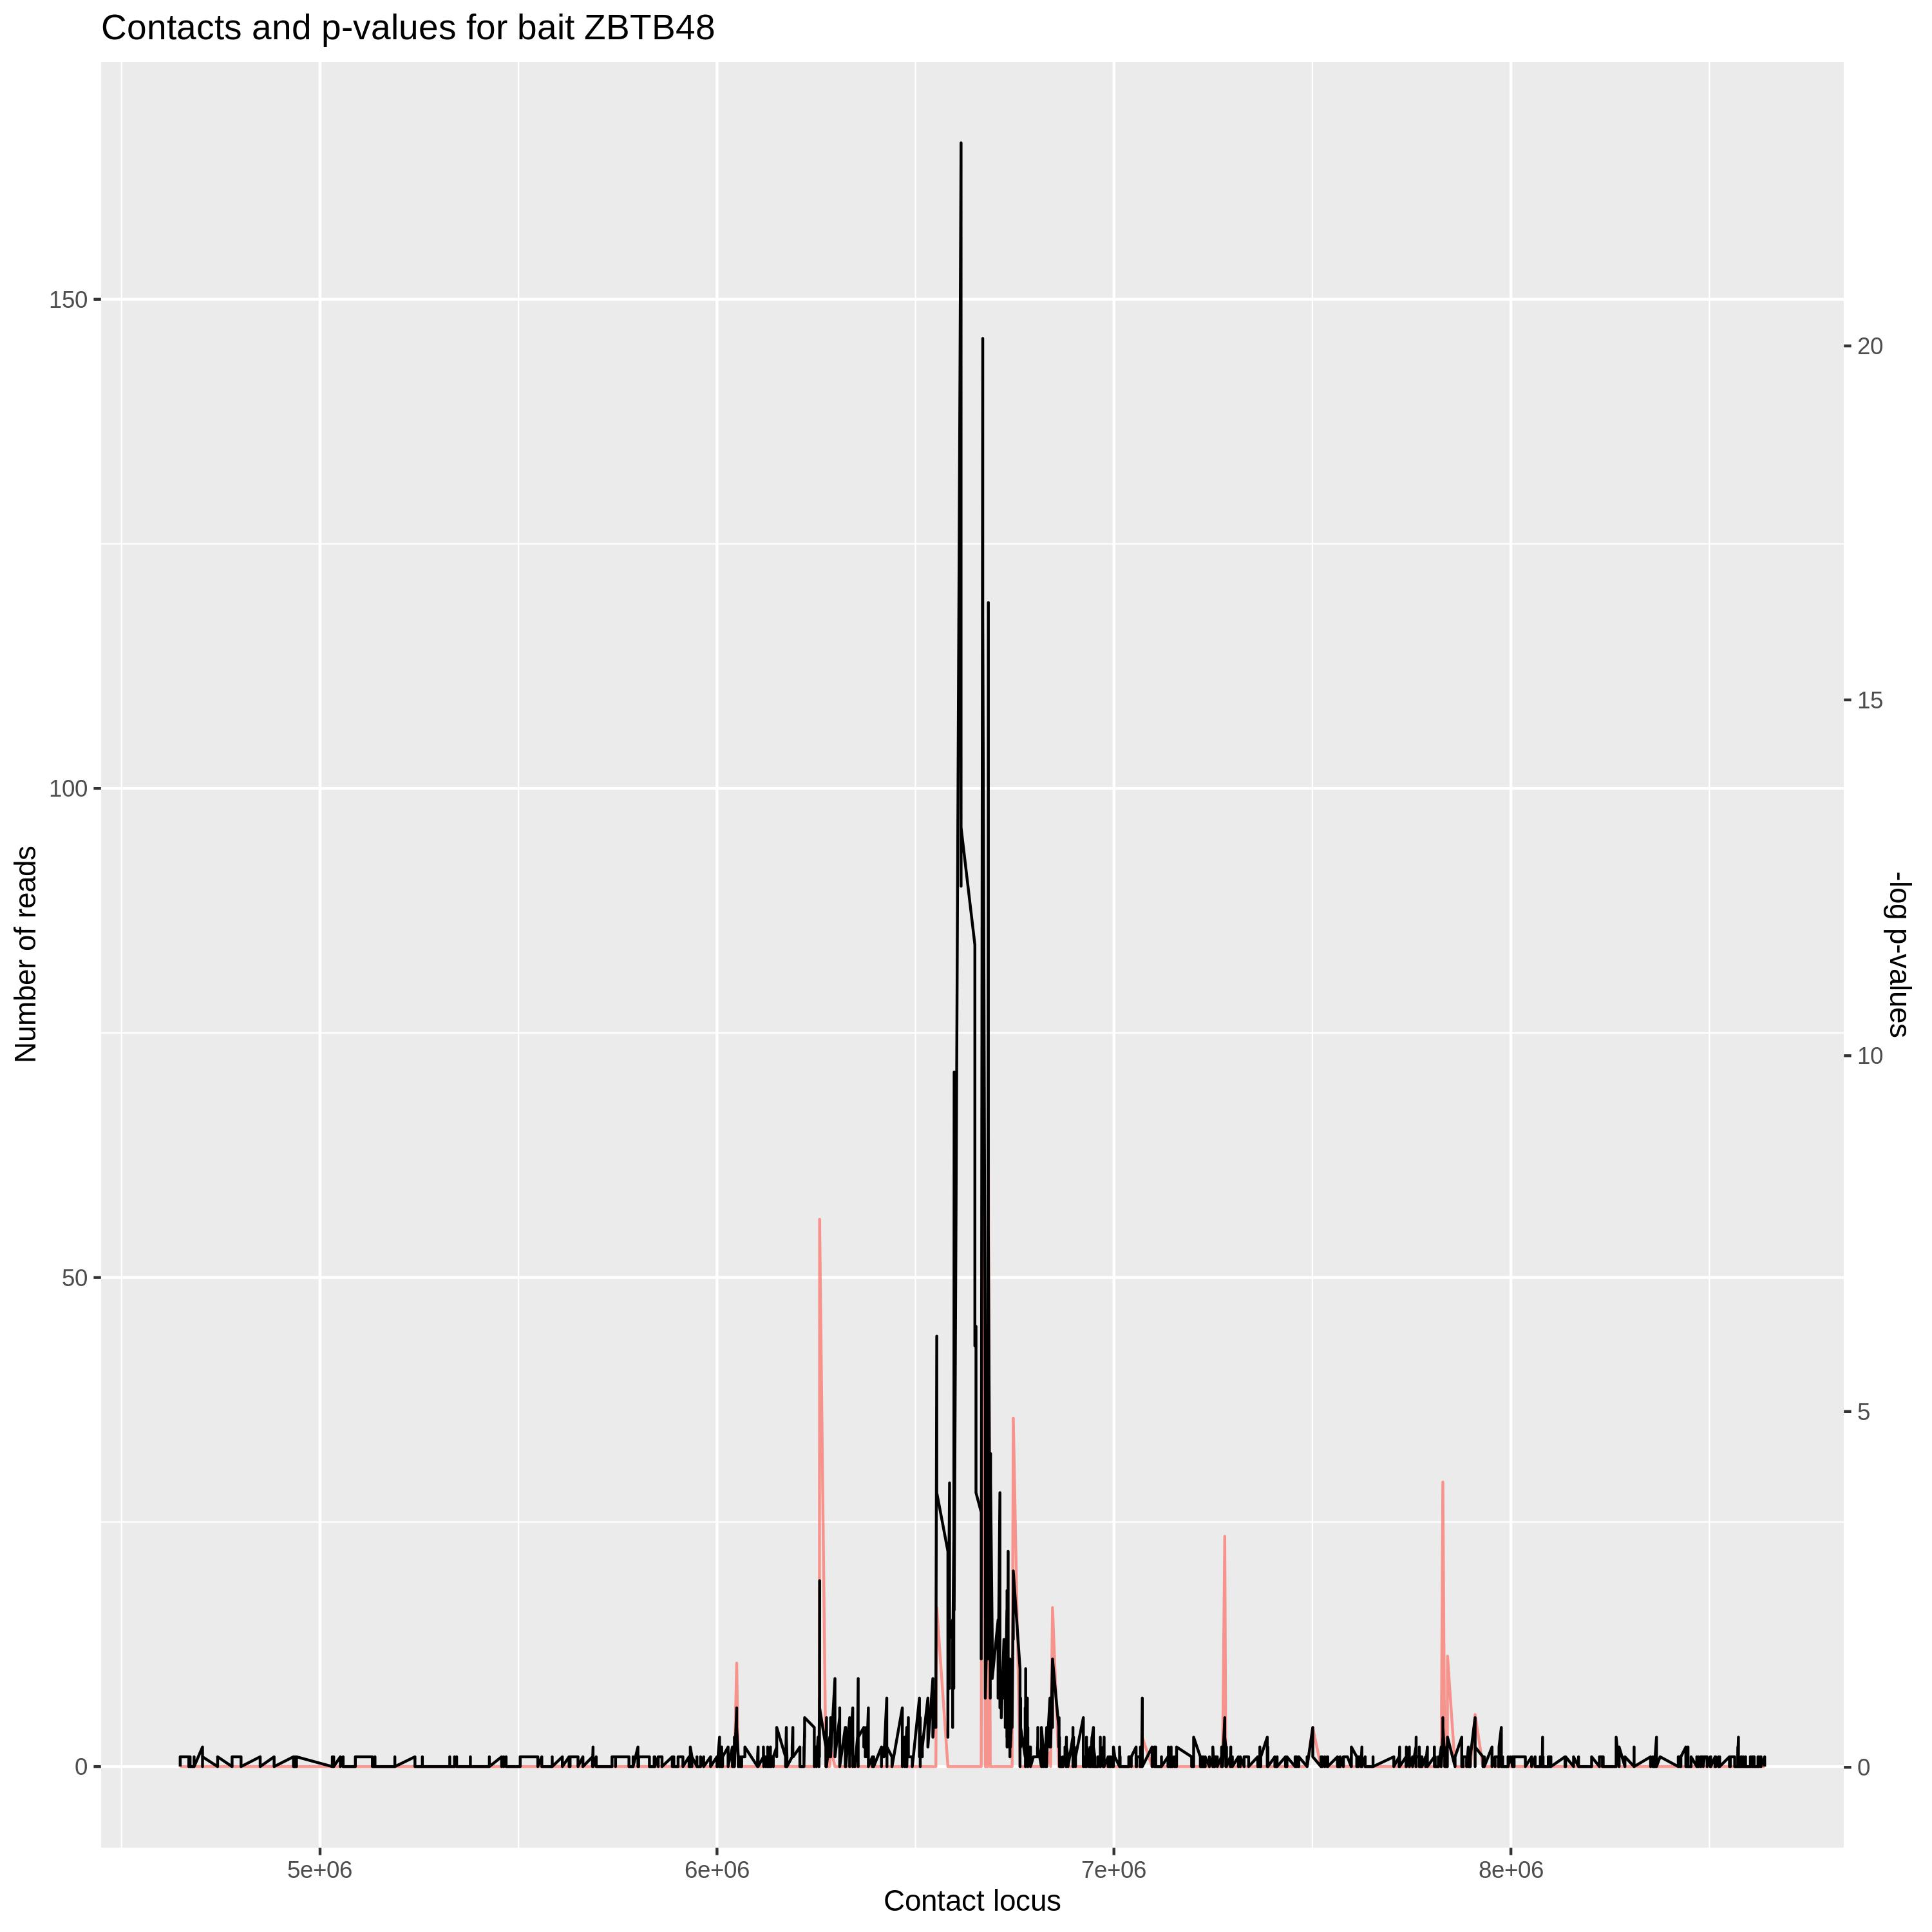 Contacts and p-values for bait ZBTB48
Number of reads
150
100
50
0
20
15
10
5
0
-log p-values
5e+06 6e+06 7e+06 8e+06
Contact locus